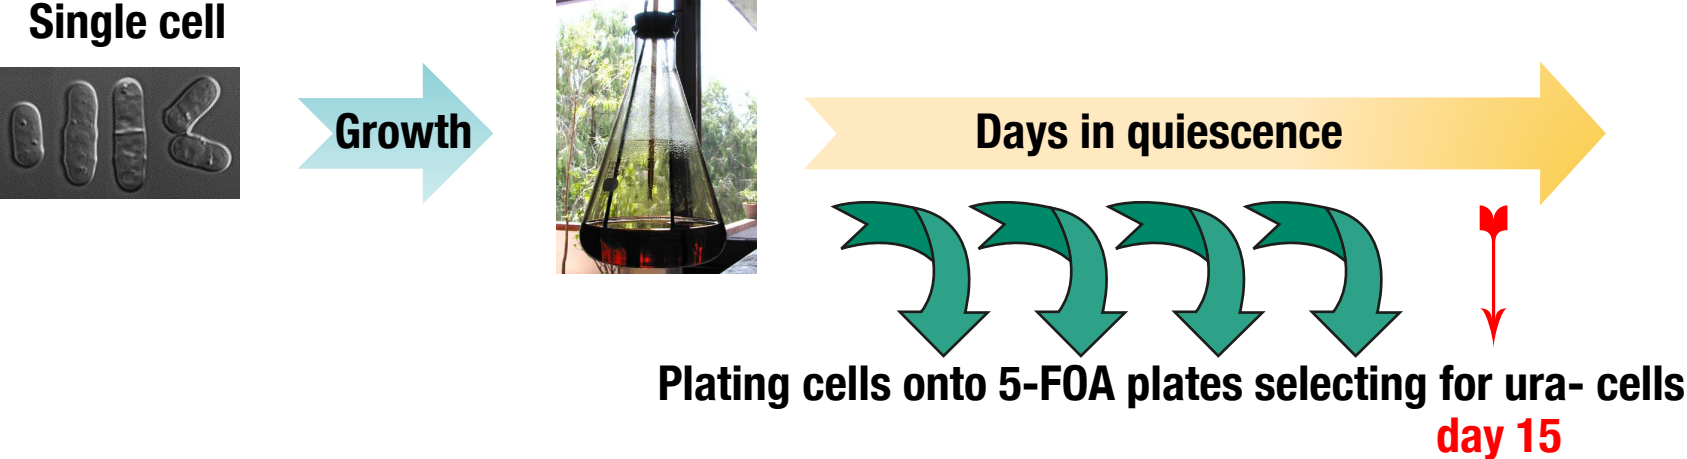 Single cell
Growth
Days in quiescence
Plating cells onto 5-FOA plates selecting for ura- cells
day 15